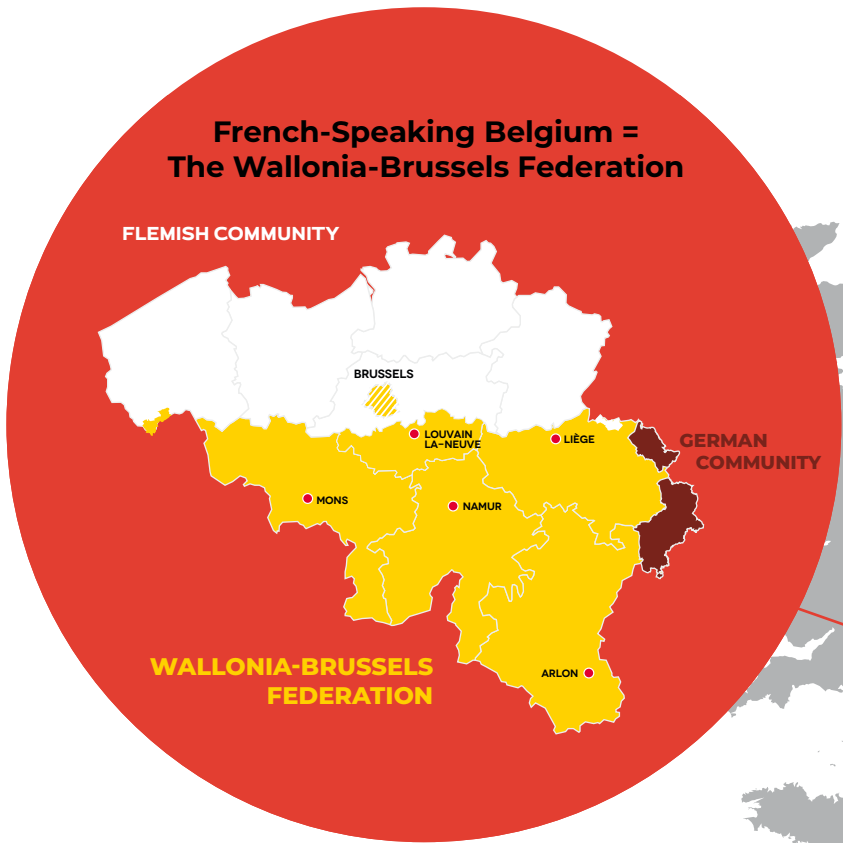 French-Speaking Belgium =
The Wallonia-Brussels Federation
FLEMISH COMMUNITY
BRUSSELS
LOUVAIN
LA-NEUVE
LIÈGE
GERMAN
COMMUNITY
MONS
NAMUR
WALLONIA-BRUSSELS
FEDERATION
ARLON